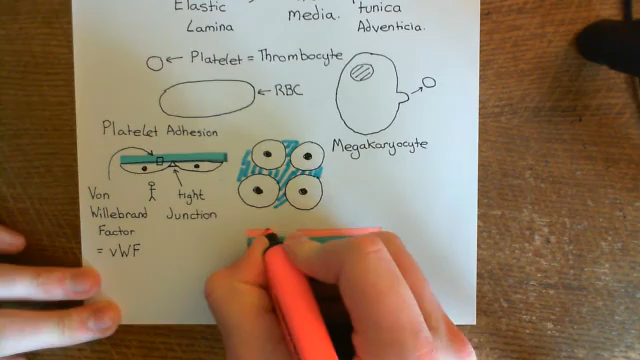 Elastic
Lamina
media.
tunica
Adventicia.
Platelet = Thrombocyte
RBC
Megakaryocyte
Platelet Adhesion
Von
Willebrand
Factor
= vWF
tight
Junction